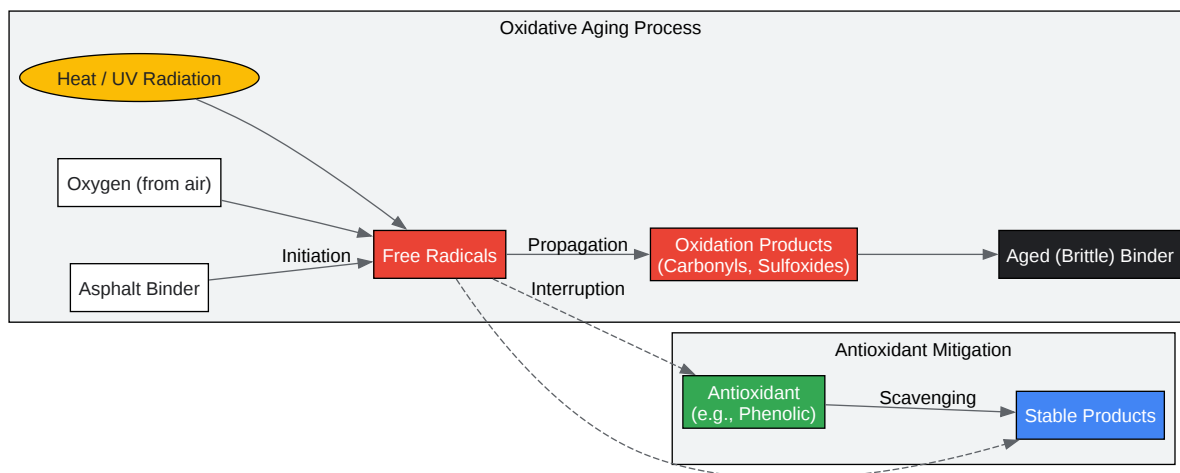 Oxidative Aging Process
Heat / UV Radiation
Oxygen (from air)
Asphalt Binder
Initiation
Free Radicals
Propagation
Interruption
Oxidation Products
(Carbonyls, Sulfoxides)
Aged (Brittle) Binder
Antioxidant Mitigation
Antioxidant
(e.g., Phenolic)
Scavenging
Stable Products